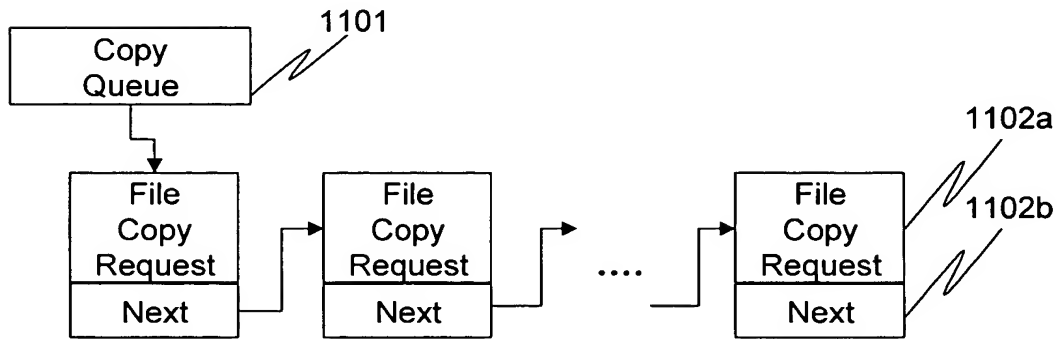 1101
Copy
Queue
1102a
File
Copy
Request
Next
File
Copy
Request
Next
....
File
Copy
Request
Next
1102b